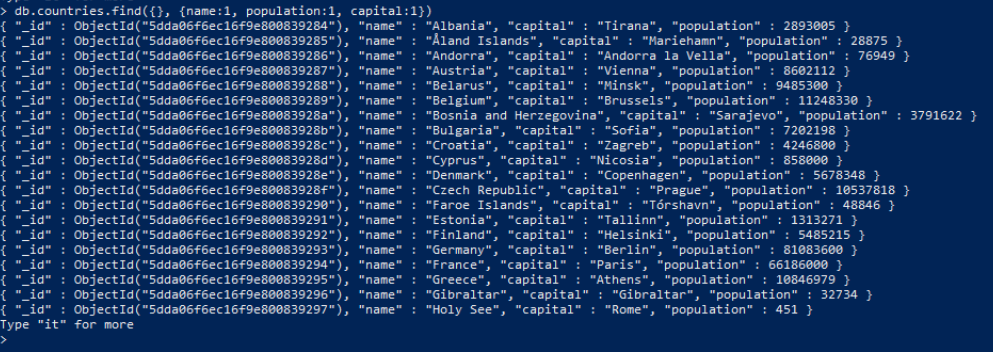 > db.countries.find({}, {name:1, population:1, capital:1})
{ "_id" : ObjectId("5dda06f6ec16f9e800839284"), "name" : "Albania", "capital" : "Tirana", "population" : 2893005 }
{ "_id" : ObjectId("5dda06f6ec16f9e800839285"), "name" : "Åland Islands", "capital" : "Mariehamn", "population" : 28875 }
{ "_id" : ObjectId("5dda06f6ec16f9e800839286"), "name" : "Andorra", "capital" : "Andorra la Vella", "population" : 76949 }
{ "_id" : ObjectId("5dda06f6ec16f9e800839287"), "name" : "Austria", "capital" : "Vienna", "population" : 8602112 }
{ "_id" : ObjectId("5dda06f6ec16f9e800839288"), "name" : "Belarus", "capital" : "Minsk", "population" : 9485300 }
{ "_id" : ObjectId("5dda06f6ec16f9e800839289"), "name" : "Belgium", "capital" : "Brussels", "population" : 11248330 }
{ "_id" : ObjectId("5dda06f6ec16f9e80083928a"), "name" : "Bosnia and Herzegovina", "capital" : "Sarajevo", "population" : 3791622 }
{ "_id" : ObjectId("5dda06f6ec16f9e80083928b"), "name" : "Bulgaria", "capital" : "Sofia", "population" : 7202198 }
{ "_id" : ObjectId("5dda06f6ec16f9e80083928c"), "name" : "Croatia", "capital" : "Zagreb", "population" : 4246800 }
{ "_id" : ObjectId("5dda06f6ec16f9e80083928d"), "name" : "Cyprus", "capital" : "Nicosia", "population" : 858000 }
{ "_id" : ObjectId("5dda06f6ec16f9e80083928e"), "name" : "Denmark", "capital" : "Copenhagen", "population" : 5678348 }
{ "_id" : ObjectId("5dda06f6ec16f9e80083928f"), "name" : "Czech Republic", "capital" : "Prague", "population" : 10537818 }
{ "_id" : ObjectId("5dda06f6ec16f9e800839290"), "name" : "Faroe Islands", "capital" : "Tórshavn", "population" : 48846 }
{ "_id" : ObjectId("5dda06f6ec16f9e800839291"), "name" : "Estonia", "capital" : "Tallinn", "population" : 1313271 }
{ "_id" : ObjectId("5dda06f6ec16f9e800839292"), "name" : "Finland", "capital" : "Helsinki", "population" : 5485215 }
{ "_id" : ObjectId("5dda06f6ec16f9e800839293"), "name" : "Germany", "capital" : "Berlin", "population" : 81083600 }
{ "_id" : ObjectId("5dda06f6ec16f9e800839294"), "name" : "France", "capital" : "Paris", "population" : 66186000 }
{ "_id" : ObjectId("5dda06f6ec16f9e800839295"), "name" : "Greece", "capital" : "Athens", "population" : 10846979 }
{ "_id" : ObjectId("5dda06f6ec16f9e800839296"), "name" : "Gibraltar", "capital" : "Gibraltar", "population" : 32734 }
{ "_id" : ObjectId("5dda06f6ec16f9e800839297"), "name" : "Holy See", "capital" : "Rome", "population" : 451 }
Type "it" for more
>